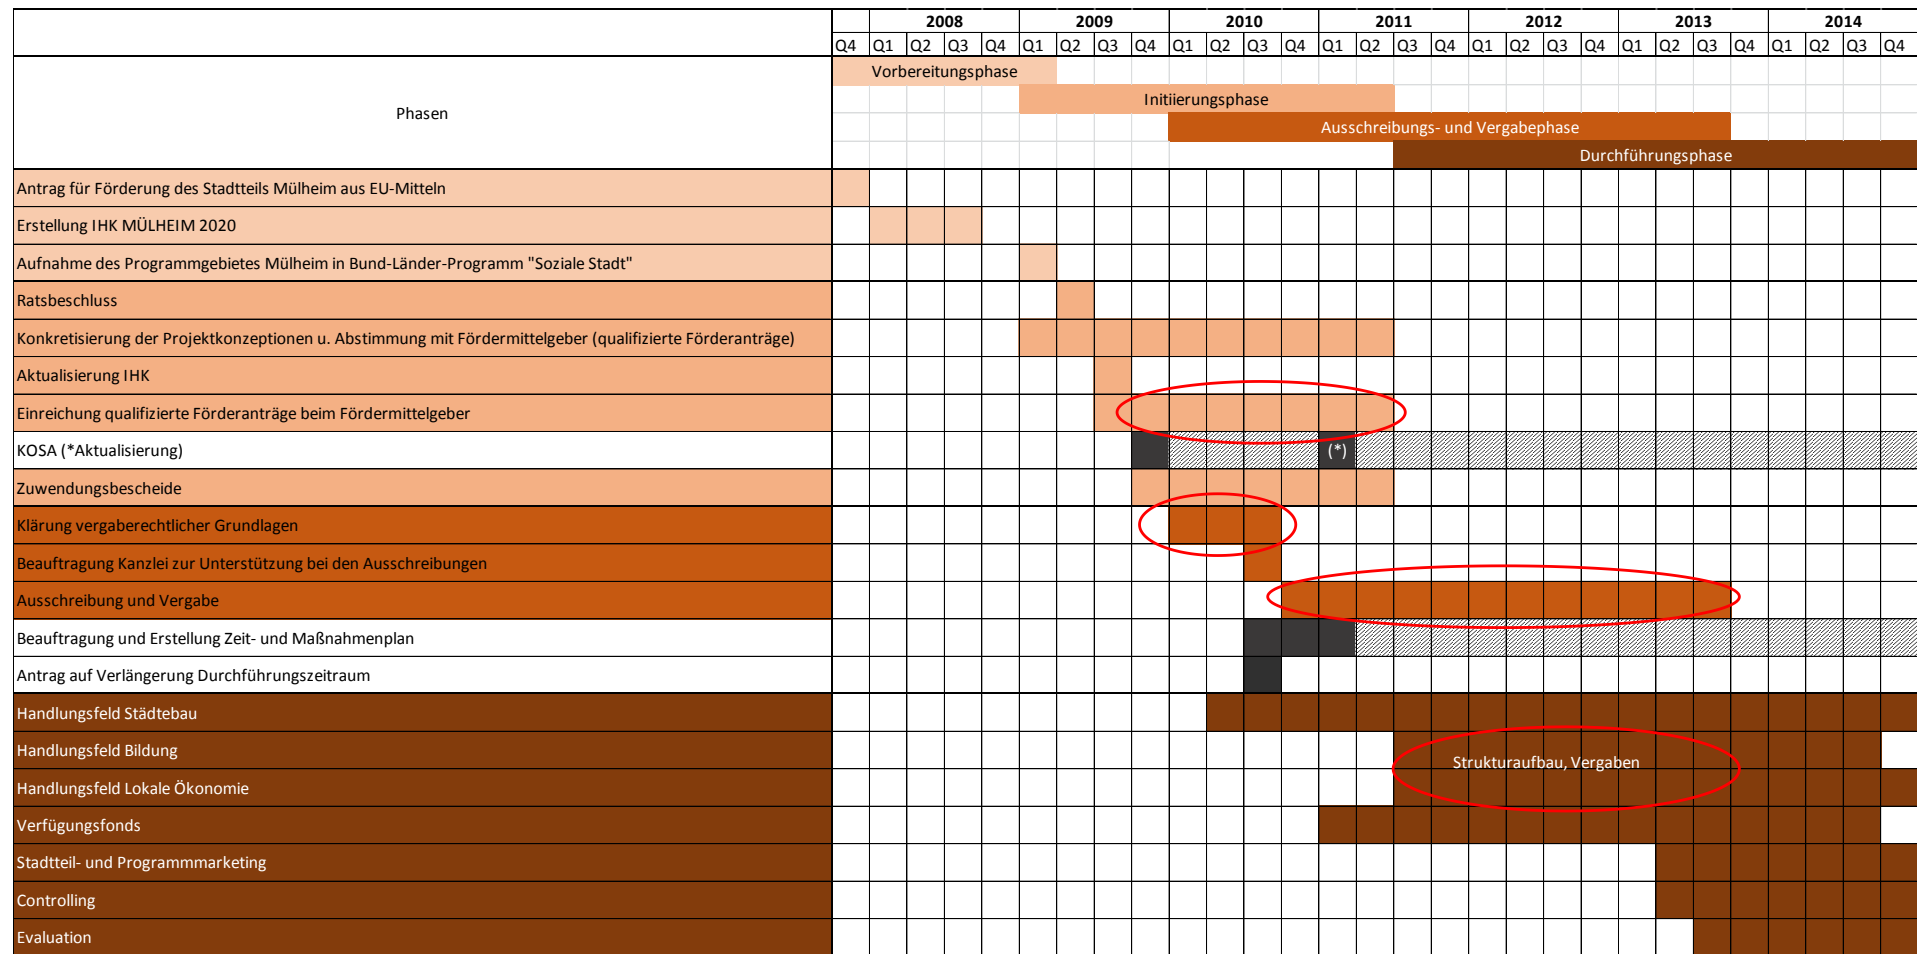 2008 2009 2010 2011 2012 2013 2014
Q4 Q1 Q2 Q3 Q4 Q1 Q2 Q3 Q4 Q1 Q2 Q3 Q4 Q1 Q2 Q3 Q4 Q1 Q2 Q3 Q4 Q1 Q2 Q3 Q4 Q1 Q2 Q3 Q4
Phasen
Vorbereitungsphase
Initiierungsphase
Ausschreibungs- und Vergabephase
Durchführungsphase
Antrag für Förderung des Stadtteils Mülheim aus EU-Mitteln
Erstellung IHK MÜLHEIM 2020
Aufnahme des Programmgebietes Mülheim in Bund-Länder-Programm "Soziale Stadt"
Ratsbeschluss
Konkretisierung der Projektkonzeptionen u. Abstimmung mit Fördermittelgeber (qualifizierte Förderanträge)
Aktualisierung IHK
Einreichung qualifizierte Förderanträge beim Fördermittelgeber
KOSA (*Aktualisierung) (*)
Zuwendungsbescheide
Klärung vergaberechtlicher Grundlagen
Beauftragung Kanzlei zur Unterstützung bei den Ausschreibungen
Ausschreibung und Vergabe
Beauftragung und Erstellung Zeit- und Maßnahmenplan
Antrag auf Verlängerung Durchführungszeitraum
Handlungsfeld Städtebau
Handlungsfeld Bildung
Strukturaufbau, Vergaben
Handlungsfeld Lokale Ökonomie
Verfügungsfonds
Stadtteil- und Programmmarketing
Controlling
Evaluation